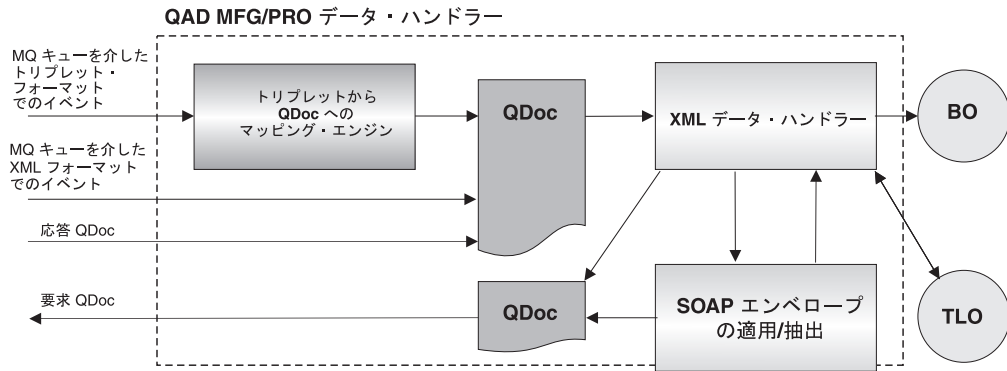 QAD MFG/PRO データ・ハンドラー
MQ キューを介した
トリプレット・
フォーマット
でのイベント
トリプレットから
QDoc への
マッピング・エンジン
QDoc
XML データ・ハンドラー
BO
MQ キューを介した
XML フォーマット
でのイベント
応答 QDoc
要求 QDoc
QDoc
SOAP エンベロープ
の適用/抽出
TLO